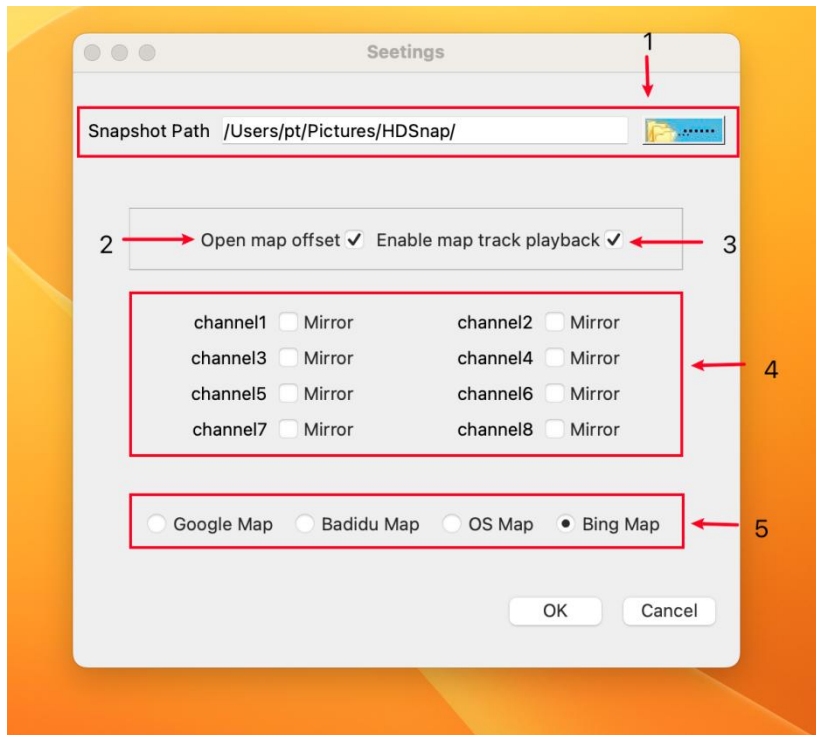 Seetings
1
Snapshot Path /Users/pt/Pictures/HDSnap/ .......
2 Open map offset Enable map track playback 3
channel1 Mirror channel2 Mirror
channel3 Mirror channel4 Mirror
4
channel5 Mirror channel6 Mirror
channel7 Mirror channel8 Mirror
Google Map Badidu Map OS Map Bing Map 5
OK Cancel